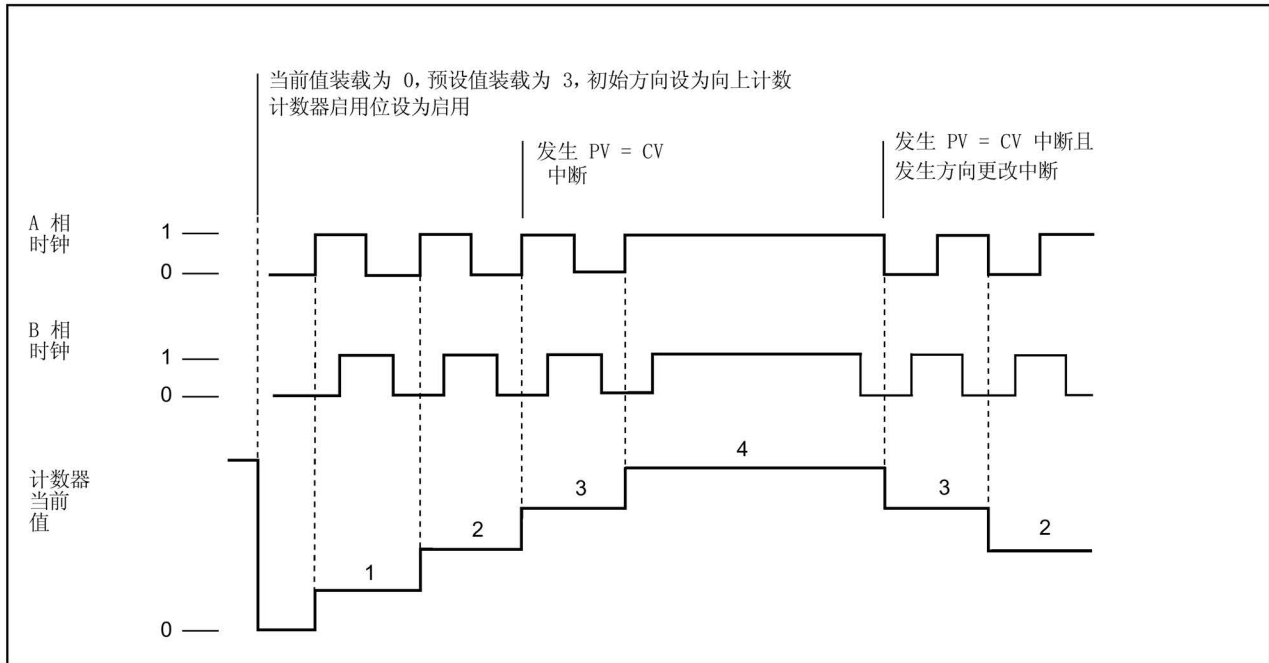 当前值装载为 0, 预设值装载为 3, 初始方向设为向上计数
计数器启用位设为启用
发生 PV = CV
中断
发生 PV = CV 中断且
发生方向更改中断
A 相
时钟
1
0
B 相
时钟
1
0
计数器
当前
值
0
1
2
3
4
3
2